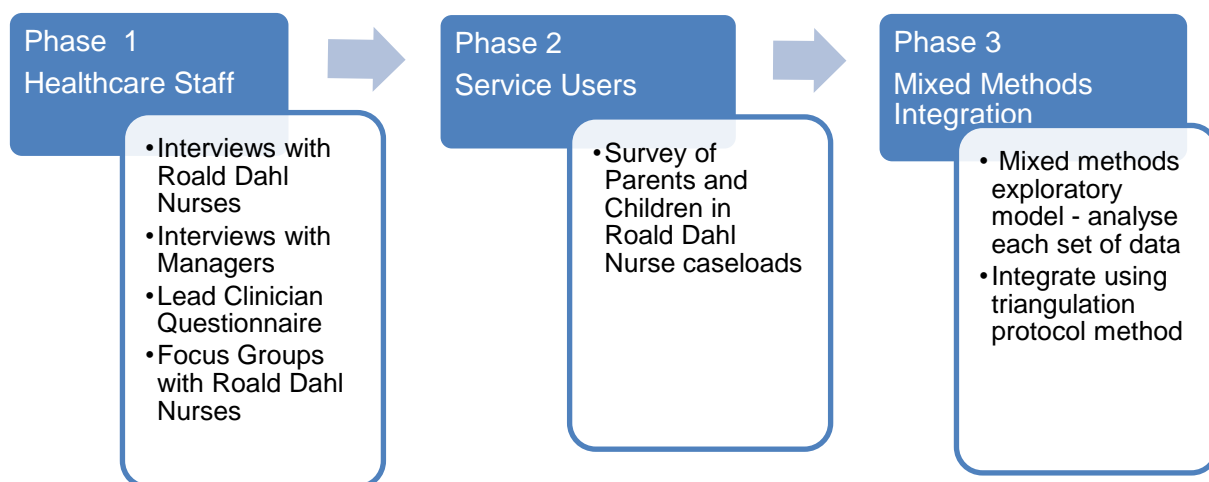 Phase 1
Healthcare Staff
•Interviews with
Roald Dahl
Nurses
•Interviews with
Managers
•Lead Clinician
Questionnaire
•Focus Groups
with Roald Dahl
Nurses
Phase 2
Service Users
•Survey of
Parents and
Children in
Roald Dahl
Nurse caseloads
Phase 3
Mixed Methods
Integration
• Mixed methods
exploratory
model - analyse
each set of data
•Integrate using
triangulation
protocol method